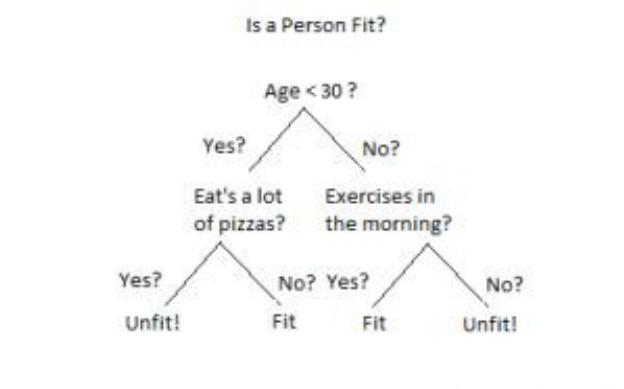 Is a Person Fit?
Age < 30 ?
Yes?
No?
Eat's a lot
of pizzas?
Exercises in
the morning?
Yes?
No?
Yes?
No?
Unfit!
Fit
Fit
Unfit!